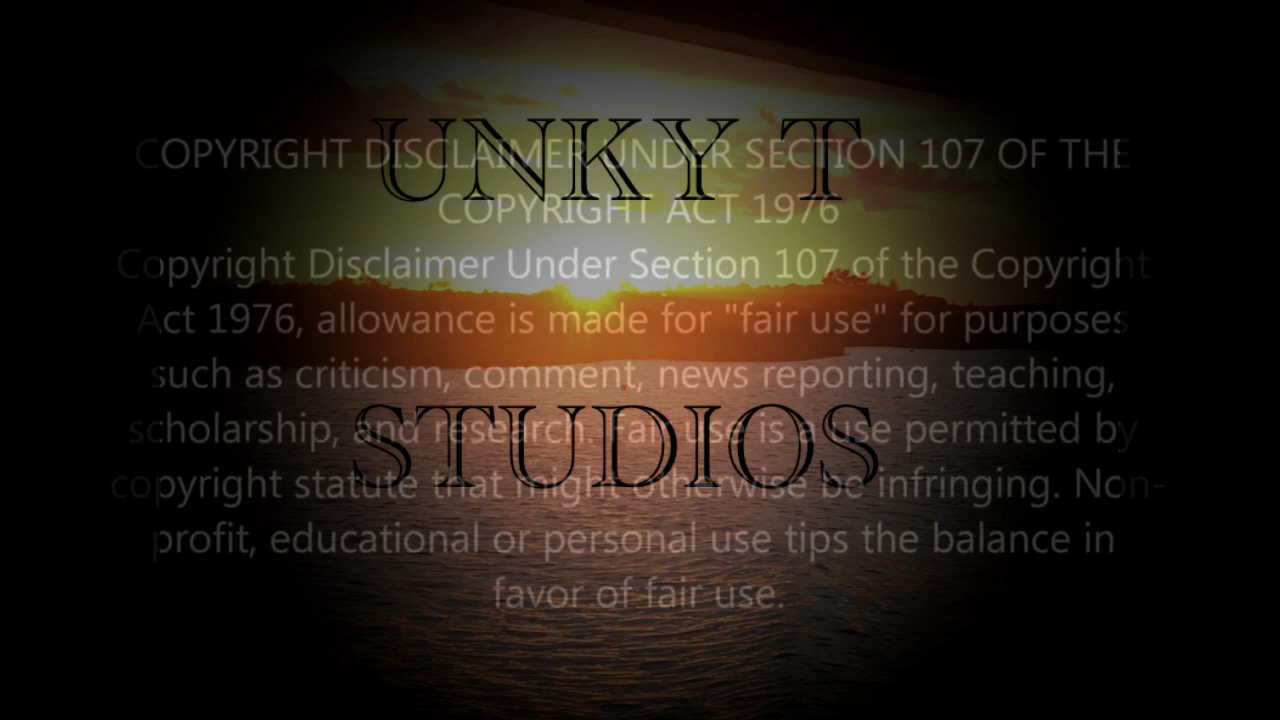 UNKY T
COPYRIGHT DISCLAIMER UNDER SECTION 107 OF THE
COPYRIGHT ACT 1976
Copyright Disclaimer Under Section 107 of the Copyright
Act 1976, allowance is made for "fair use" for purposes
such as criticism, comment, news reporting, teaching,
STUDIOS
scholarship, and research. Fair use is a use permitted by
copyright statute that might otherwise be infringing. Non-
profit, educational or personal use tips the balance in
favor of fair use.